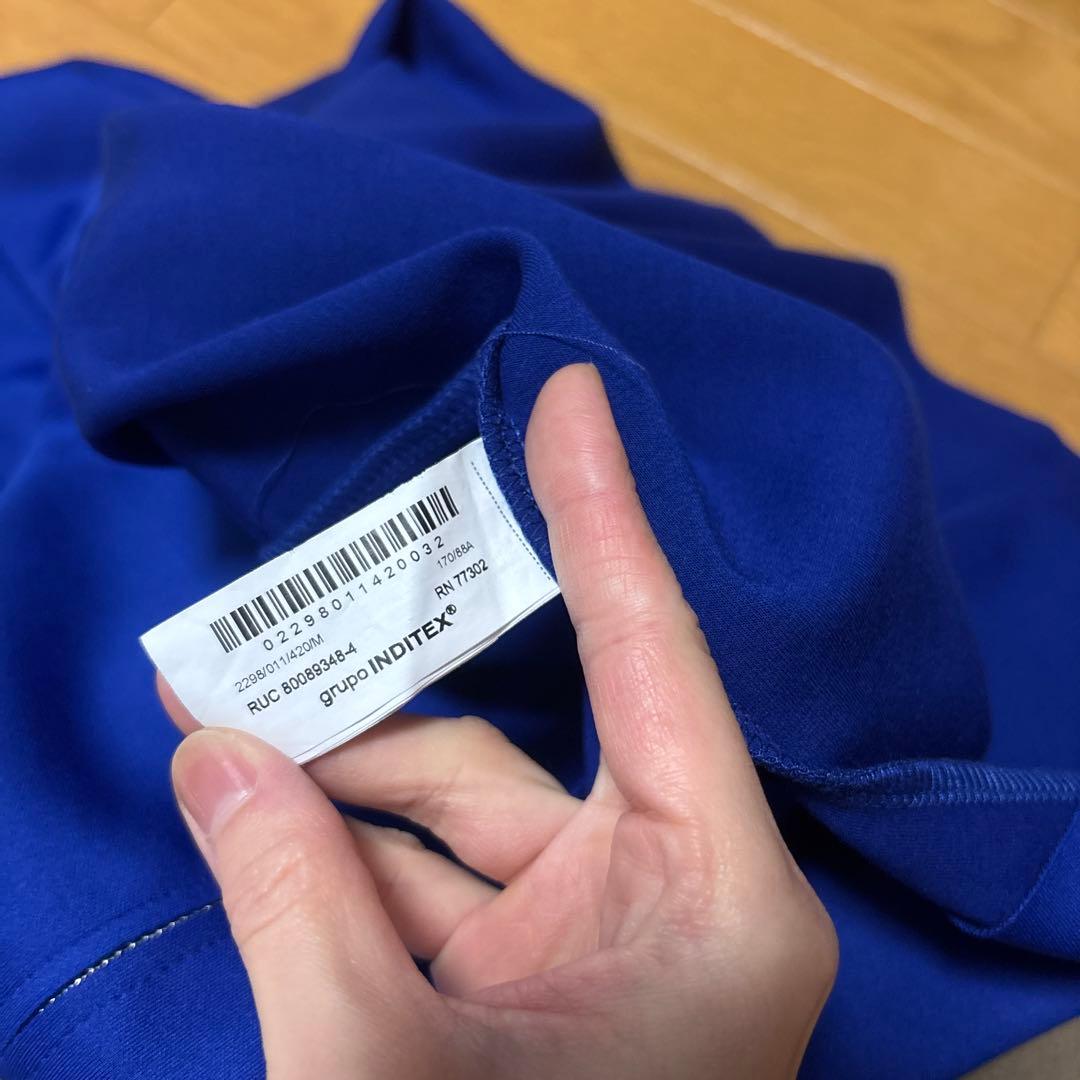 02298011420032
2298/011/420/M 170/88A
RUC 80089348-4 RN 77302
grupo INDITEX®